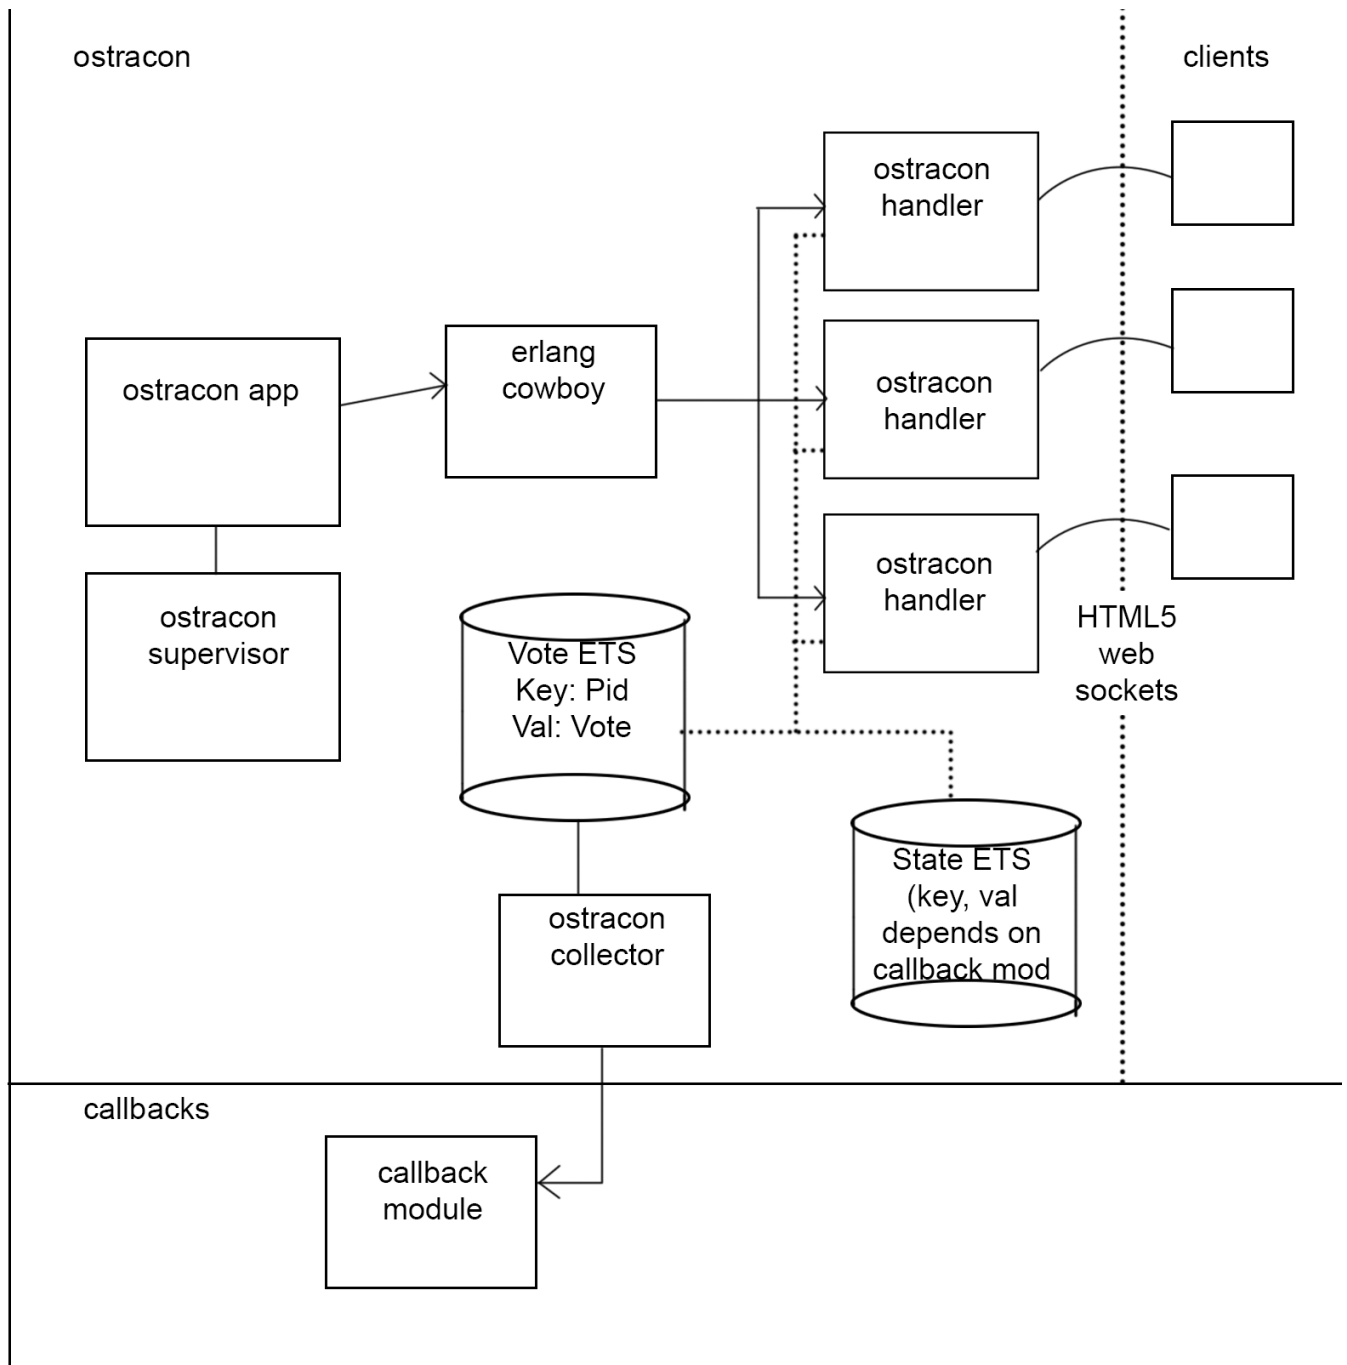 ostracon
clients
ostracon
handler
erlang
cowboy
ostracon app
ostracon
handler
ostracon
handler
ostracon
supervisor
HTML5
web
sockets
Vote ETS
Key: Pid
Val: Vote
State ETS
(key, val
depends on
callback mod
ostracon
collector
callbacks
callback
module